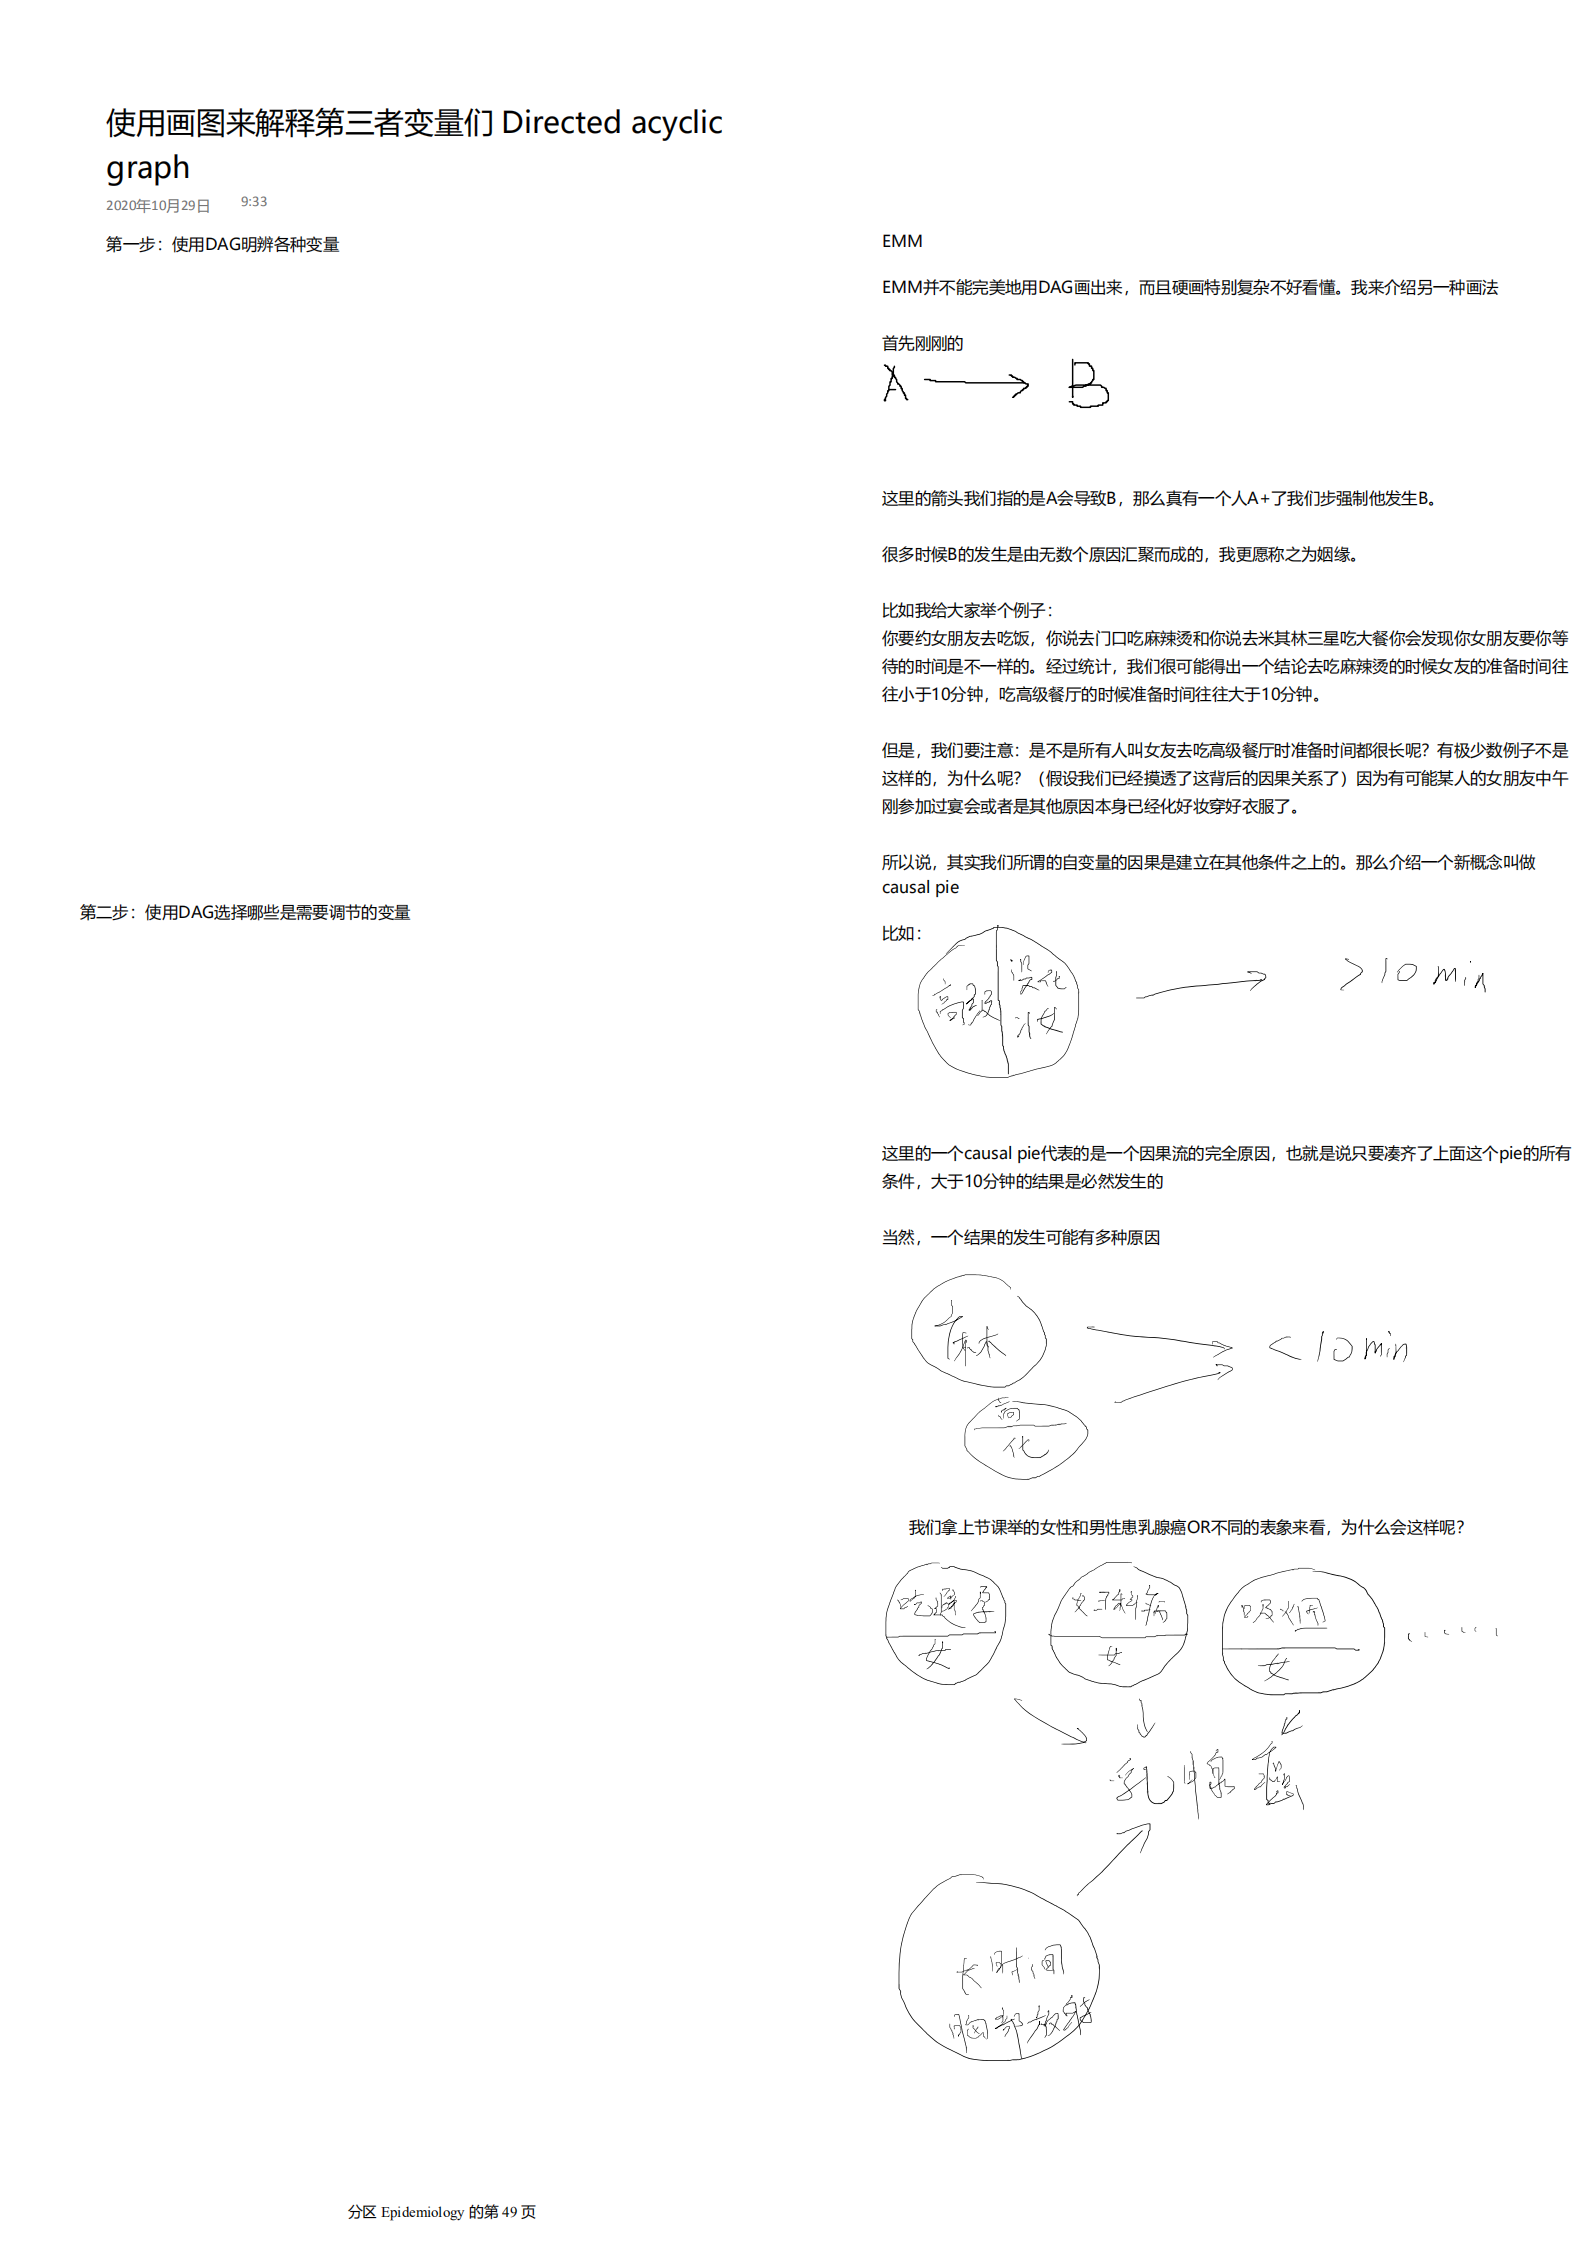 使用画图来解释第三者变量们 Directed acyclic
graph
2020年10月29日 9:33
第一步：使用DAG明辨各种变量
第二步：使用DAG选择哪些是需要调节的变量
EMM
EMM并不能完美地用DAG画出来，而且硬画特别复杂不好看懂。我来介绍另一种画法
首先刚刚的
A B
这里的箭头我们指的是A会导致B，那么真有一个人A+了我们步强制他发生B。
很多时候B的发生是由无数个原因汇聚而成的，我更愿称之为姻缘。
比如我给大家举个例子：
你要约女朋友去吃饭，你说去门口吃麻辣烫和你说去米其林三星吃大餐你会发现你女朋友要你等
待的时间是不一样的。经过统计，我们很可能得出一个结论去吃麻辣烫的时候女友的准备时间往
往小于10分钟，吃高级餐厅的时候准备时间往往大于10分钟。
但是，我们要注意：是不是所有人叫女友去吃高级餐厅时准备时间都很长呢？有极少数例子不是
这样的，为什么呢？（假设我们已经摸透了这背后的因果关系了）因为有可能某人的女朋友中午
刚参加过宴会或者是其他原因本身已经化好妆穿好衣服了。
所以说，其实我们所谓的自变量的因果是建立在其他条件之上的。那么介绍一个新概念叫做
causal pie
比如：
高级 没化 >10 min
妆
这里的一个causal pie代表的是一个因果流的完全原因，也就是说只要凑齐了上面这个pie的所有
条件，大于10分钟的结果是必然发生的
当然，一个结果的发生可能有多种原因
麻 <10 min
高
化
我们拿上节课举的女性和男性患乳腺癌OR不同的表象来看，为什么会这样呢？
吃避孕 妇科病 吸烟 ......
女 女 女
乳腺癌
长时间
胸部放射
分区 Epidemiology 的第 49 页